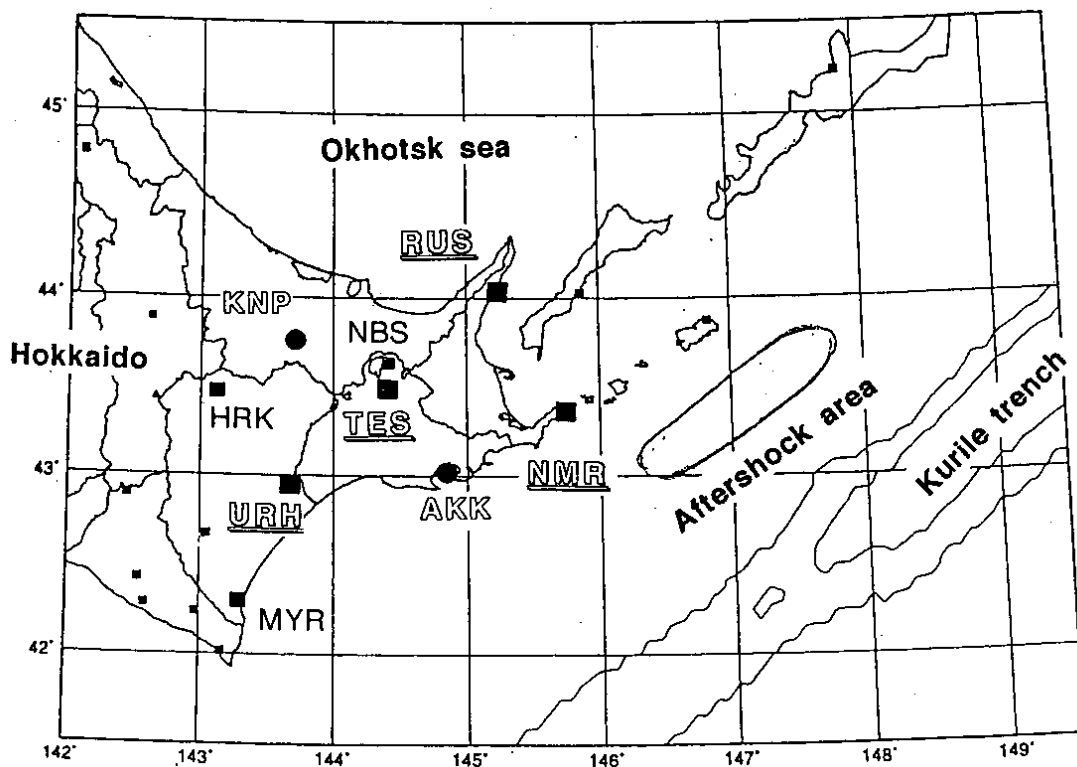 45°
Okhotsk sea
RUS
44°
KNP
NBS
Hokkaido
HRK
TES
Aftershock area
Kurile trench
43°
NMR
URH
AKK
MYR
42°
142° 143° 144° 145° 146° 147° 148° 149°